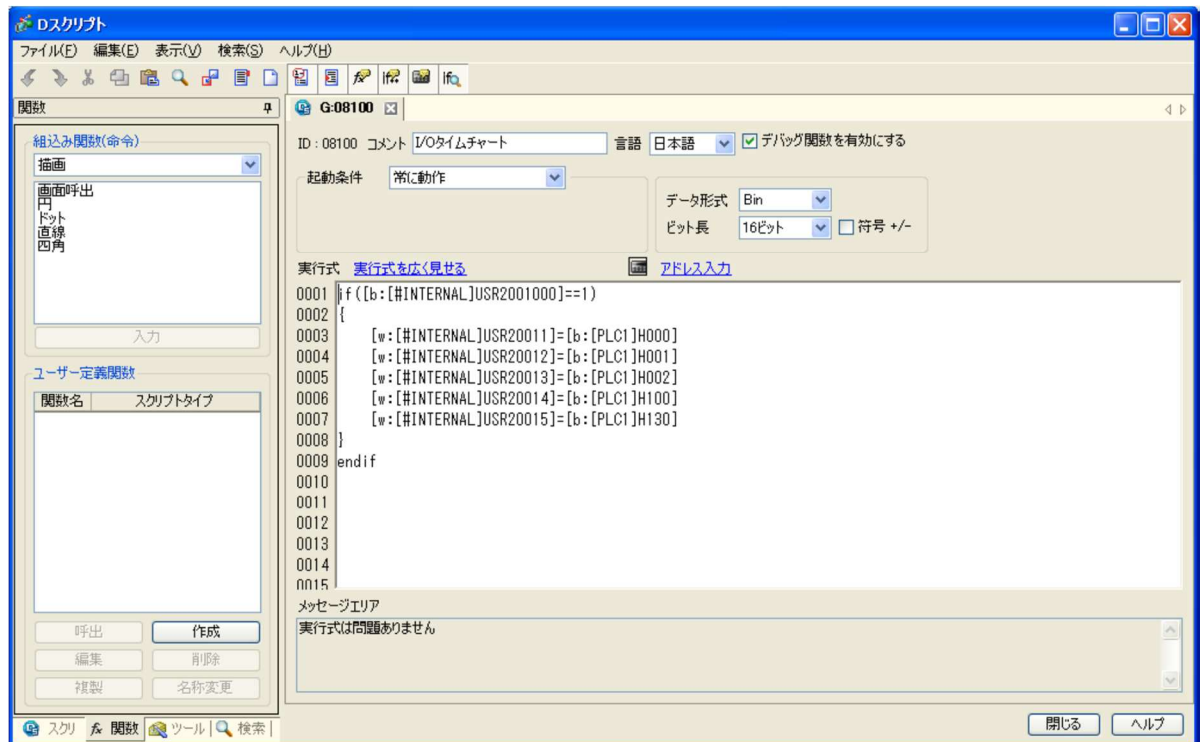 Dスクリプト
ファイル(F) 編集(E) 表示(V) 検索(S) ヘルプ(H)
関数
組込み関数(命令)
描画
画面呼出
円
ドット
直線
四角
入力
ユーザー定義関数
関数名 スクリプトタイプ
呼出 作成
編集 削除
複製 名称変更
スクリ fx 関数 ツール 検索
G:08100
ID : 08100 コメント I/Oタイムチャート 言語 日本語 デバッグ関数を有効にする
起動条件 常に動作
データ形式 Bin
ビット長 16ビット 符号 +/-
実行式 実行式を広く見せる アドレス入力
0001 if([b:[#INTERNAL]USR2001000]==1)
0002 {
0003 [w:[#INTERNAL]USR20011]=[b:[PLC1]H000]
0004 [w:[#INTERNAL]USR20012]=[b:[PLC1]H001]
0005 [w:[#INTERNAL]USR20013]=[b:[PLC1]H002]
0006 [w:[#INTERNAL]USR20014]=[b:[PLC1]H100]
0007 [w:[#INTERNAL]USR20015]=[b:[PLC1]H130]
0008 }
0009 endif
0010
0011
0012
0013
0014
0015
メッセージエリア
実行式は問題ありません
閉じる ヘルプ